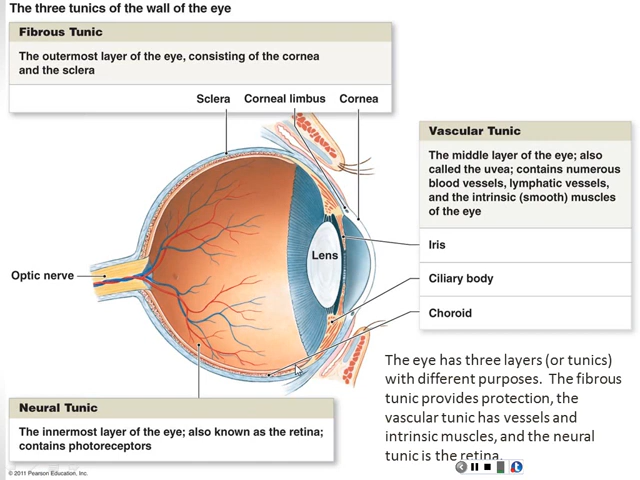 The three tunics of the wall of the eye
Fibrous Tunic
The outermost layer of the eye, consisting of the cornea
and the sclera
Sclera
Corneal limbus
Cornea
Vascular Tunic
The middle layer of the eye; also
called the uvea; contains numerous
blood vessels, lymphatic vessels,
and the intrinsic (smooth) muscles
of the eye
Iris
Lens
Optic nerve
Ciliary body
Choroid
The eye has three layers (or tunics)
with different purposes. The fibrous
tunic provides protection, the
vascular tunic has vessels and
intrinsic muscles, and the neural
tunic is the retina.
Neural Tunic
The innermost layer of the eye; also known as the retina;
contains photoreceptors
© 2011 Pearson Education, Inc.